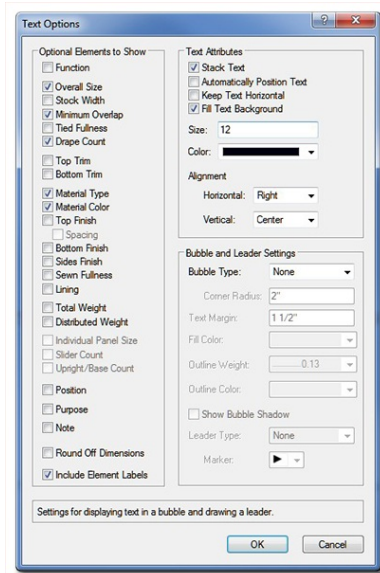 Text Options
Optional Elements to Show
Function
Overall Size
Stock Width
Minimum Overlap
Tied Fullness
Drape Count
Top Trim
Bottom Trim
Material Type
Material Color
Top Finish
Spacing
Bottom Finish
Sides Finish
Sewn Fullness
Lining
Total Weight
Distributed Weight
Individual Panel Size
Slider Count
Upright/Base Count
Position
Purpose
Note
Round Off Dimensions
Include Element Labels
Text Attributes
Stack Text
Automatically Position Text
Keep Text Horizontal
Fill Text Background
Size: 12
Color:
Alignment
Horizontal: Right
Vertical: Center
Bubble and Leader Settings
Bubble Type: None
Corner Radius: 2"
Text Margin: 1 1/2"
Fill Color:
Outline Weight: 0.13
Outline Color:
Show Bubble Shadow
Leader Type: None
Marker:
Settings for displaying text in a bubble and drawing a leader.
OK Cancel